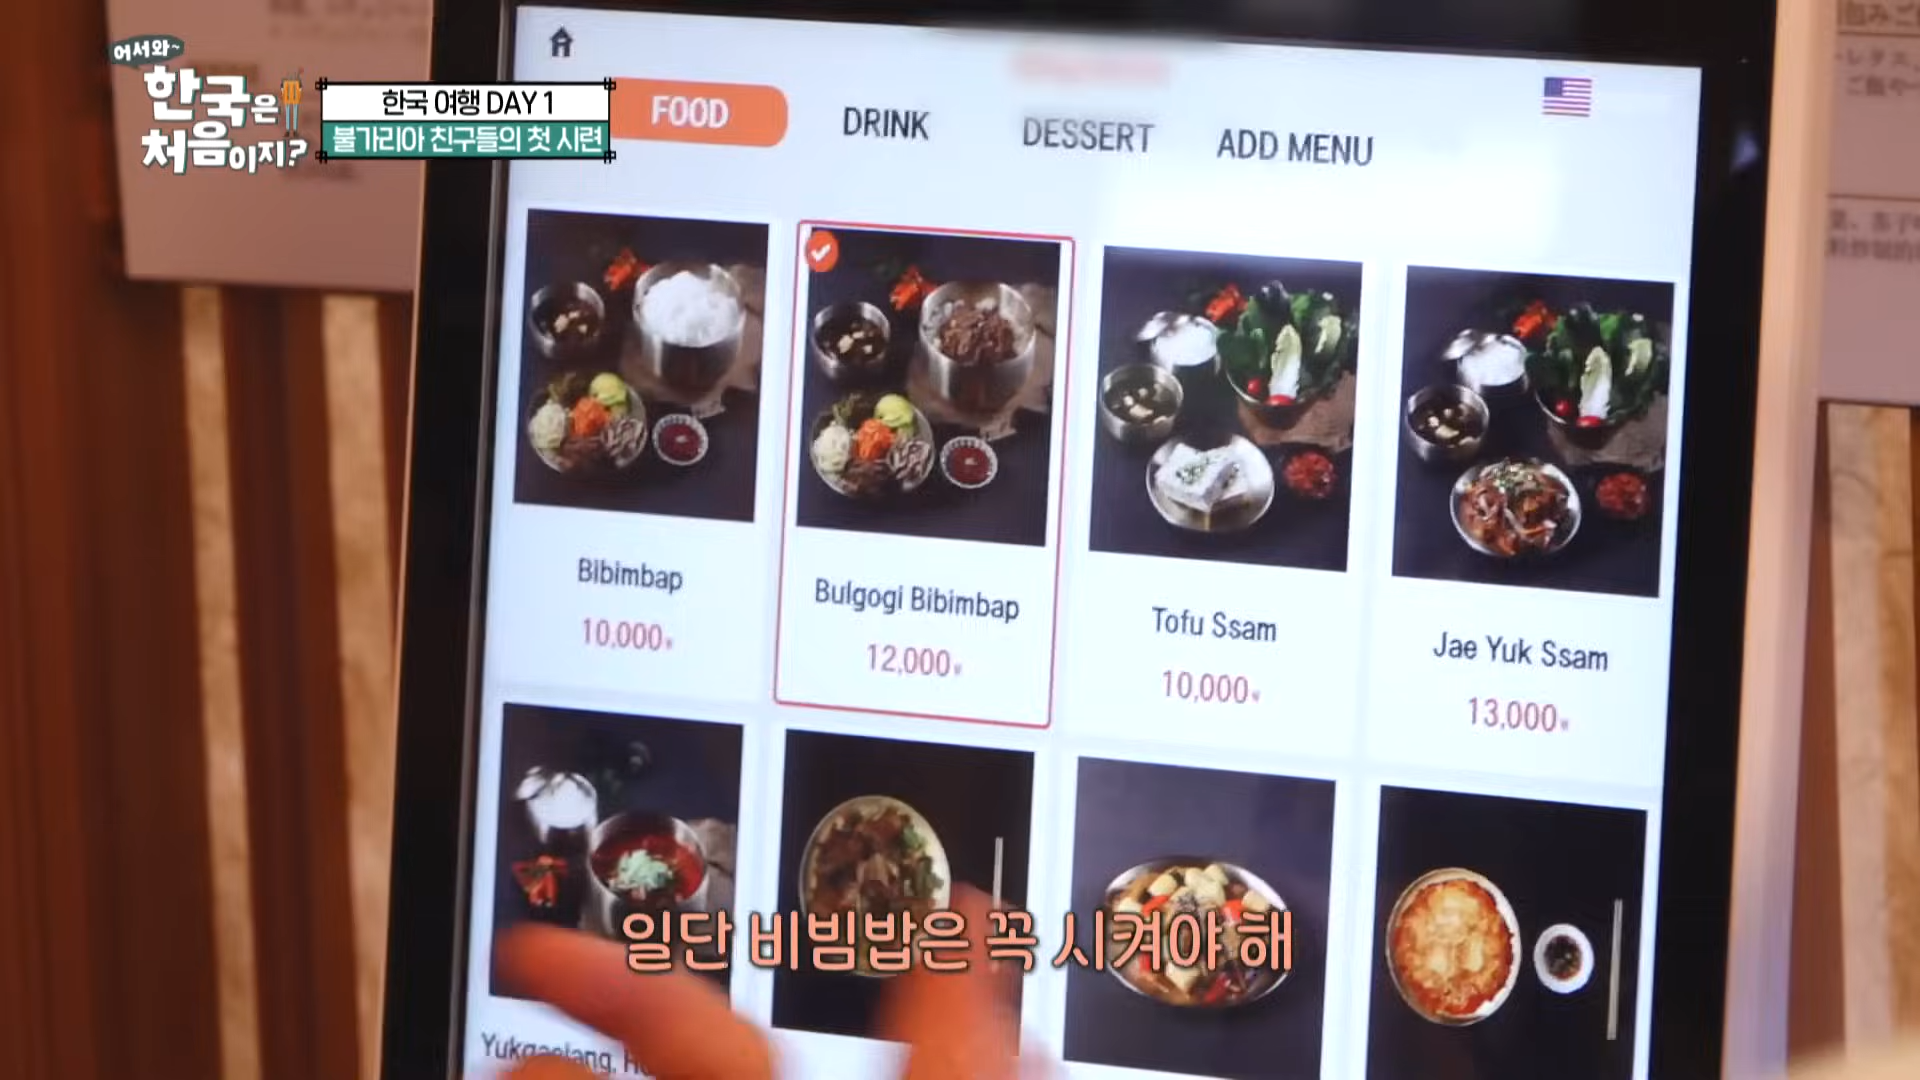 어서와~
한국은
처음이지?
한국 여행 DAY 1
불가리아 친구들의 첫 시련
FOOD
DRINK
DESSERT
ADD MENU
Bibimbap
10,000
Bulgogi Bibimbap
12,000
Tofu Ssam
10,000
Jae Yuk Ssam
13,000
일단 비빔밥은 꼭 시켜야 해